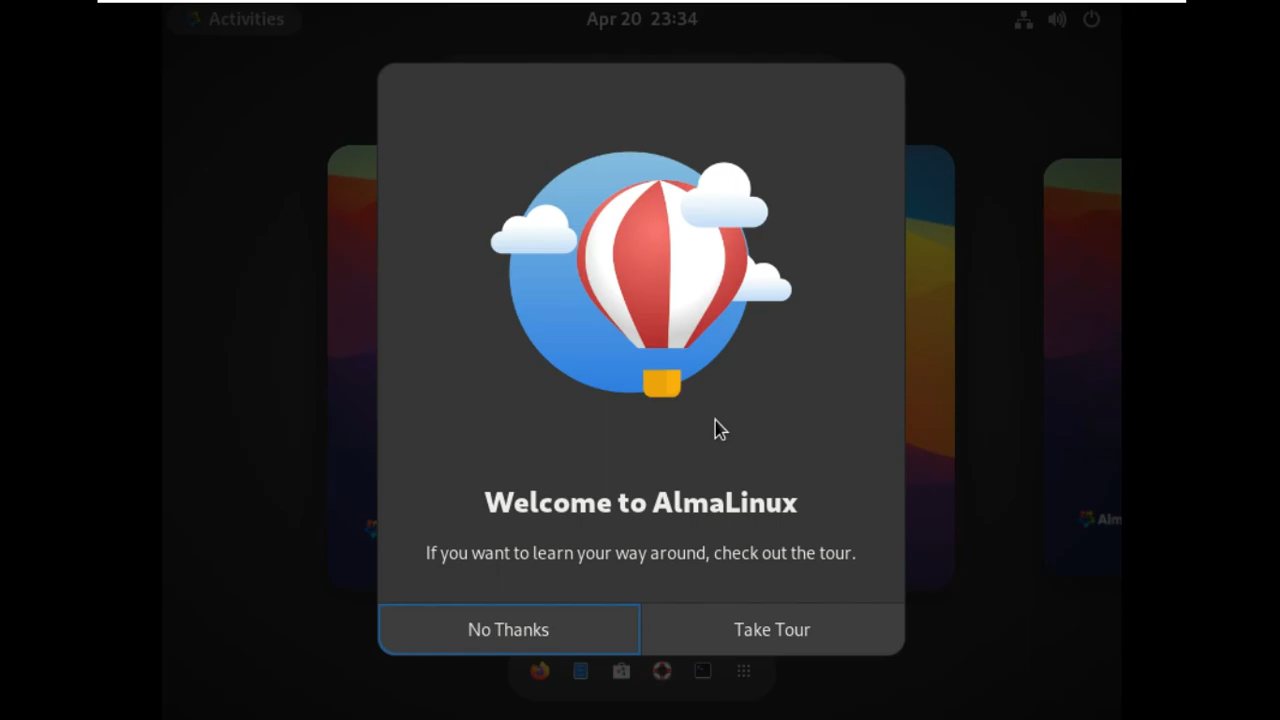 Activities
Apr 20 23:34
Welcome to AlmaLinux
If you want to learn your way around, check out the tour.
No Thanks
Take Tour
Alm